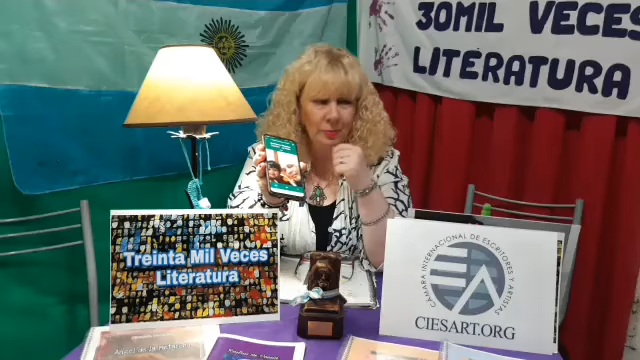 30MIL VECES
LITERATURA
Treinta Mil Veces
Literatura
CÁMARA INTERNACIONAL DE ESCRITORES Y ARTISTAS
CIESART.ORG